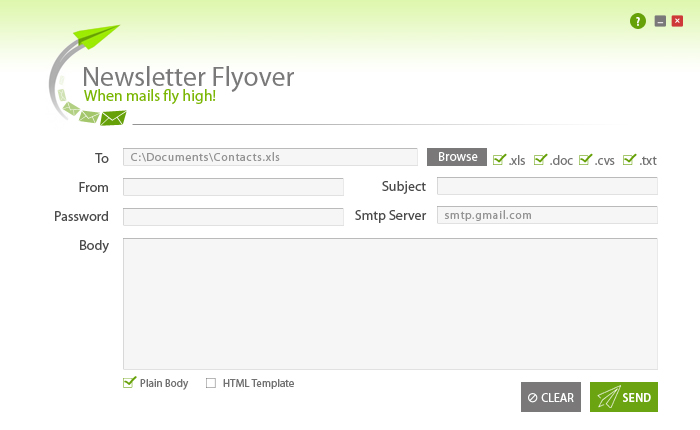 ?
Newsletter Flyover
When mails fly high!
To C:\Documents\Contacts.xls Browse .xls .doc .cvs .txt
From Subject
Password Smtp Server smtp.gmail.com
Body
Plain Body HTML Template
CLEAR SEND